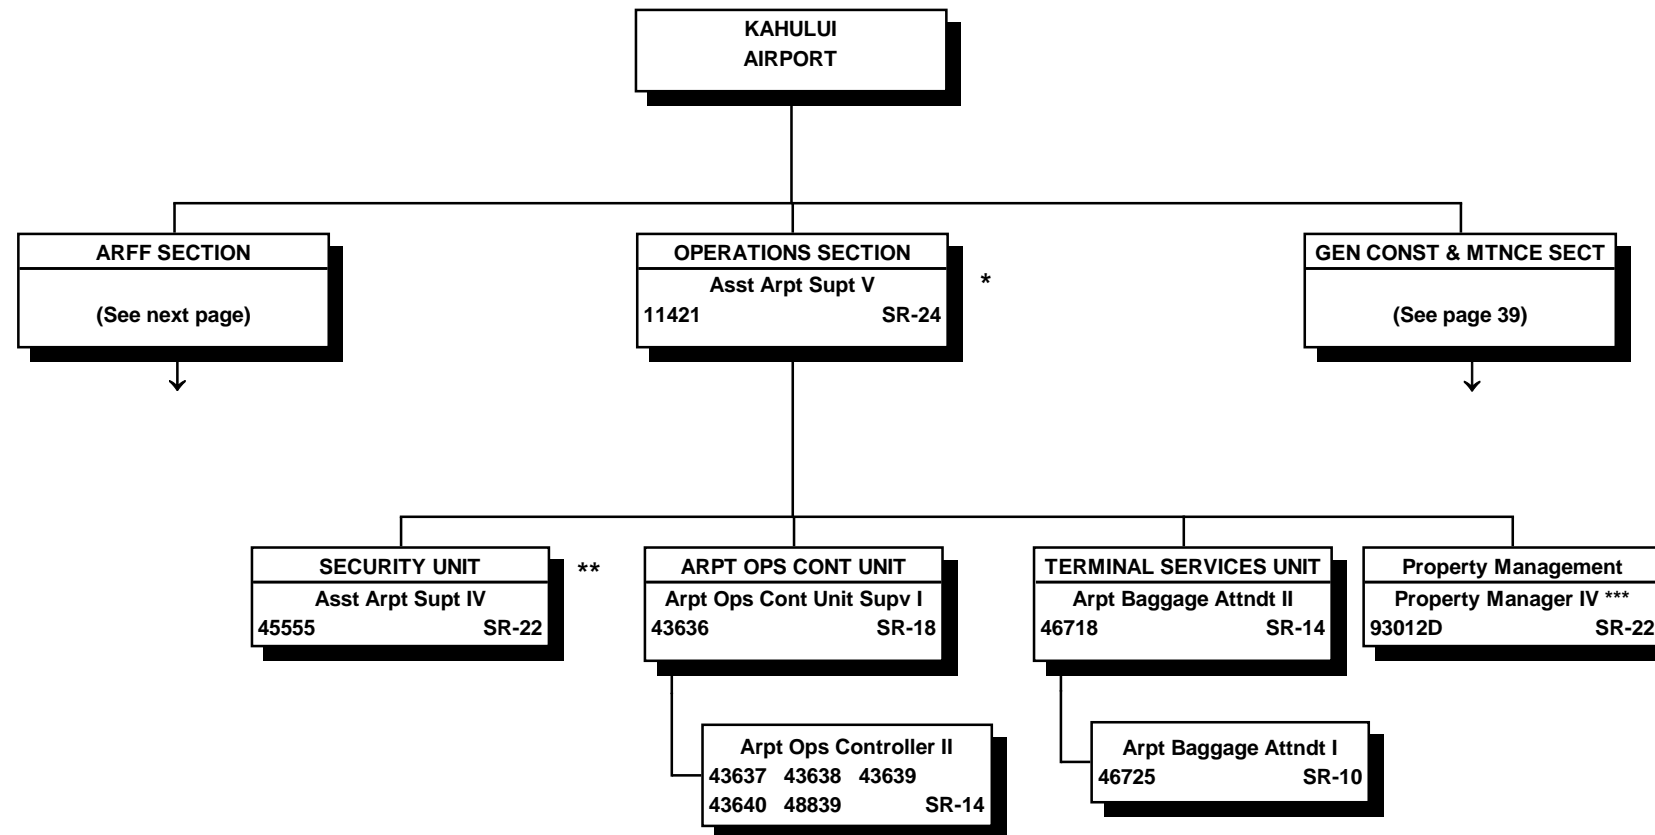 KAHULUI
AIRPORT
ARFF SECTION
(See next page)
OPERATIONS SECTION
Asst Arpt Supt V
11421 SR-24
*
GEN CONST & MTNCE SECT
(See page 39)
SECURITY UNIT
Asst Arpt Supt IV
45555 SR-22
**
ARPT OPS CONT UNIT
Arpt Ops Cont Unit Supv I
43636 SR-18
Arpt Ops Controller II
43637 43638 43639
43640 48839 SR-14
TERMINAL SERVICES UNIT
Arpt Baggage Attndt II
46718 SR-14
Arpt Baggage Attndt I
46725 SR-10
Property Management
Property Manager IV ***
93012D SR-22